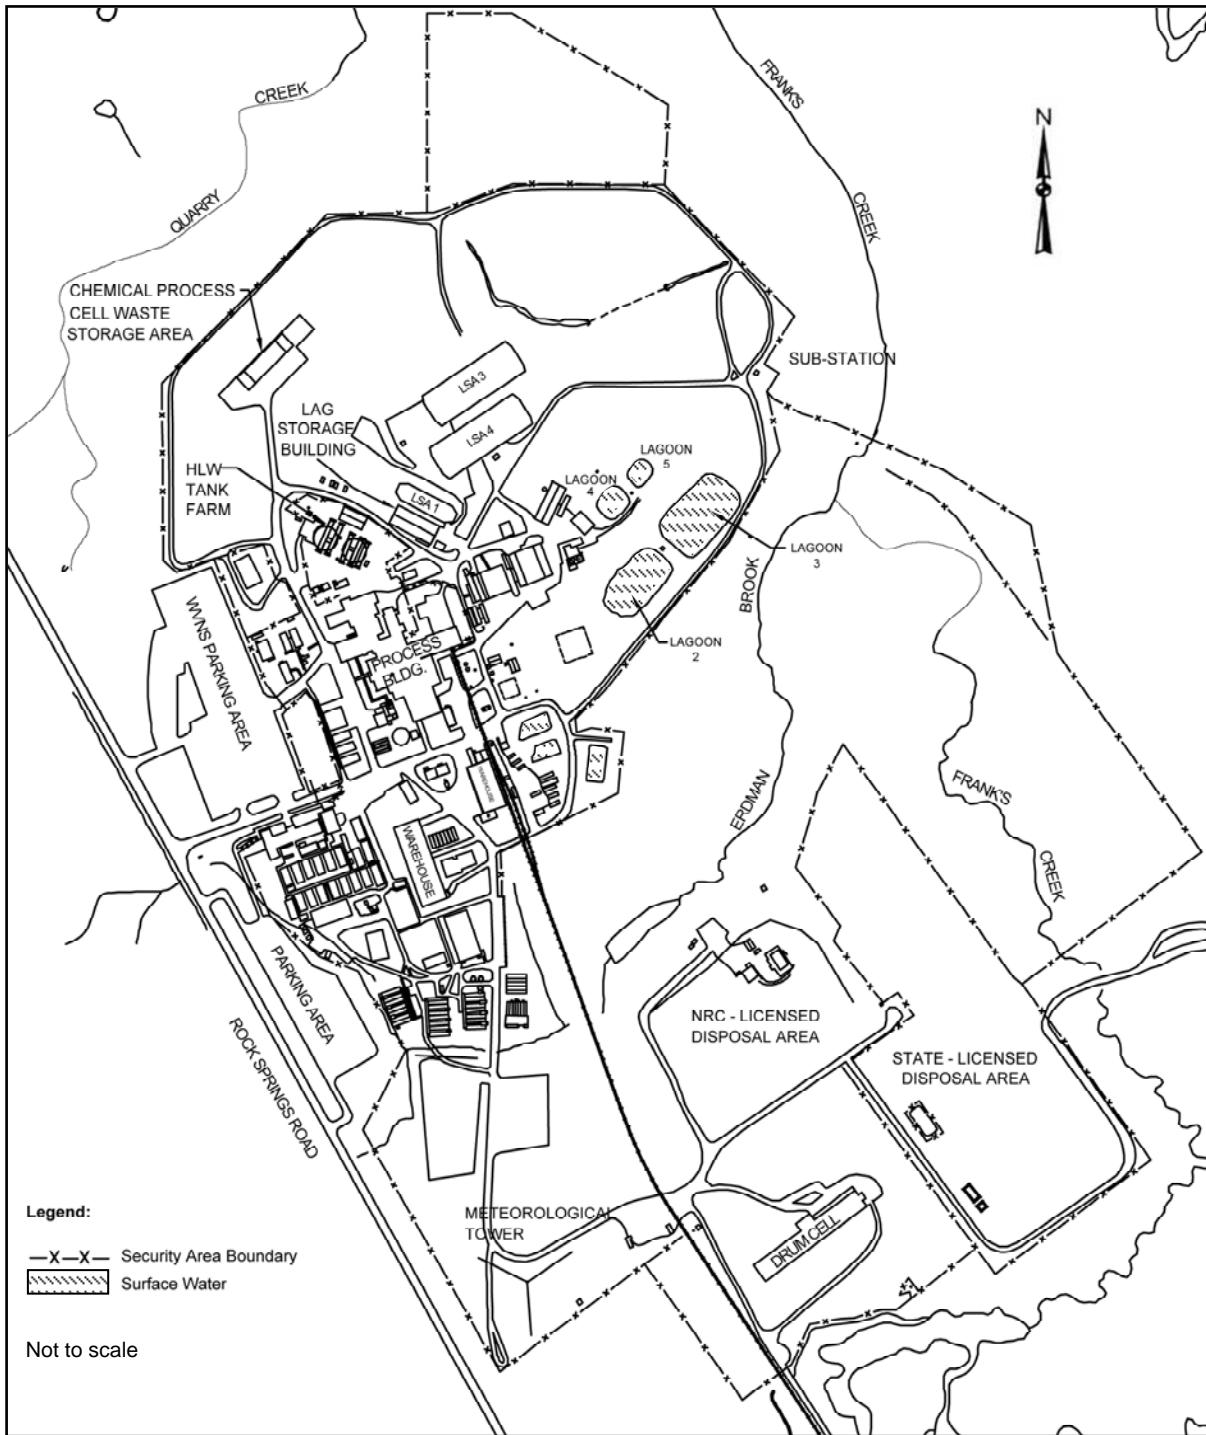 CREEK
FRANK'S
N
QUARRY
CREEK
CHEMICAL PROCESS
CELL WASTE
STORAGE AREA
SUB-STATION
LSA 3
LAG
STORAGE
BUILDING
LSA 4
LAGOON
5
HLW
TANK
FARM
LAGOON
4
LSA 1
LAGOON
3
BROOK
WVNS PARKING AREA
PROCESS
BLDG.
LAGOON
2
WAREHOUSE
ERDMAN
FRANK'S
WAREHOUSE
CREEK
PARKING AREA
NRC - LICENSED
DISPOSAL AREA
STATE - LICENSED
DISPOSAL AREA
ROCK SPRINGS ROAD
METEOROLOGICAL
TOWER
DRUM CELL
Legend:
—X—X— Security Area Boundary
Surface Water
Not to scale